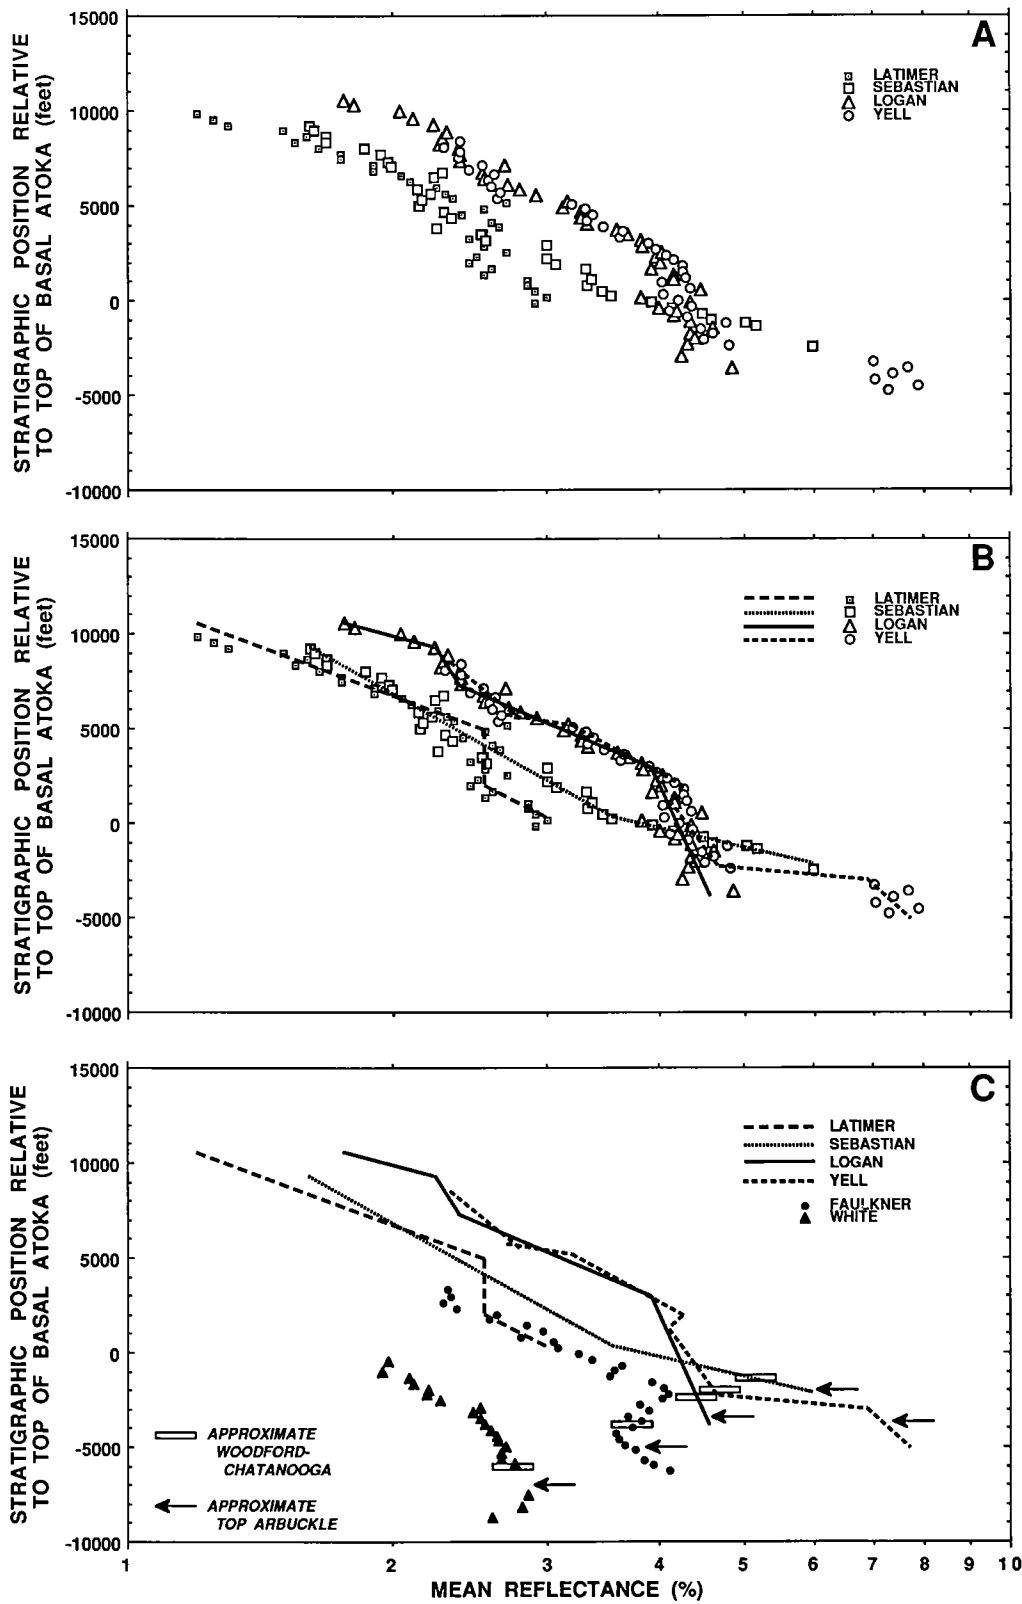 A
15000
10000
5000
0
-5000
-10000
STRATIGRAPHIC POSITION RELATIVE
TO TOP OF BASAL ATOKA (feet)
LATIMER
SEBASTIAN
LOGAN
YELL
B
15000
10000
5000
0
-5000
-10000
STRATIGRAPHIC POSITION RELATIVE
TO TOP OF BASAL ATOKA (feet)
LATIMER
SEBASTIAN
LOGAN
YELL
C
15000
10000
5000
0
-5000
-10000
STRATIGRAPHIC POSITION RELATIVE
TO TOP OF BASAL ATOKA (feet)
LATIMER
SEBASTIAN
LOGAN
YELL
FAULKNER
WHITE
APPROXIMATE
WOODFORD-
CHATANOOGA
APPROXIMATE
TOP ARBUCKLE
1 2 3 4 5 6 7 8 9 10
MEAN REFLECTANCE (%)